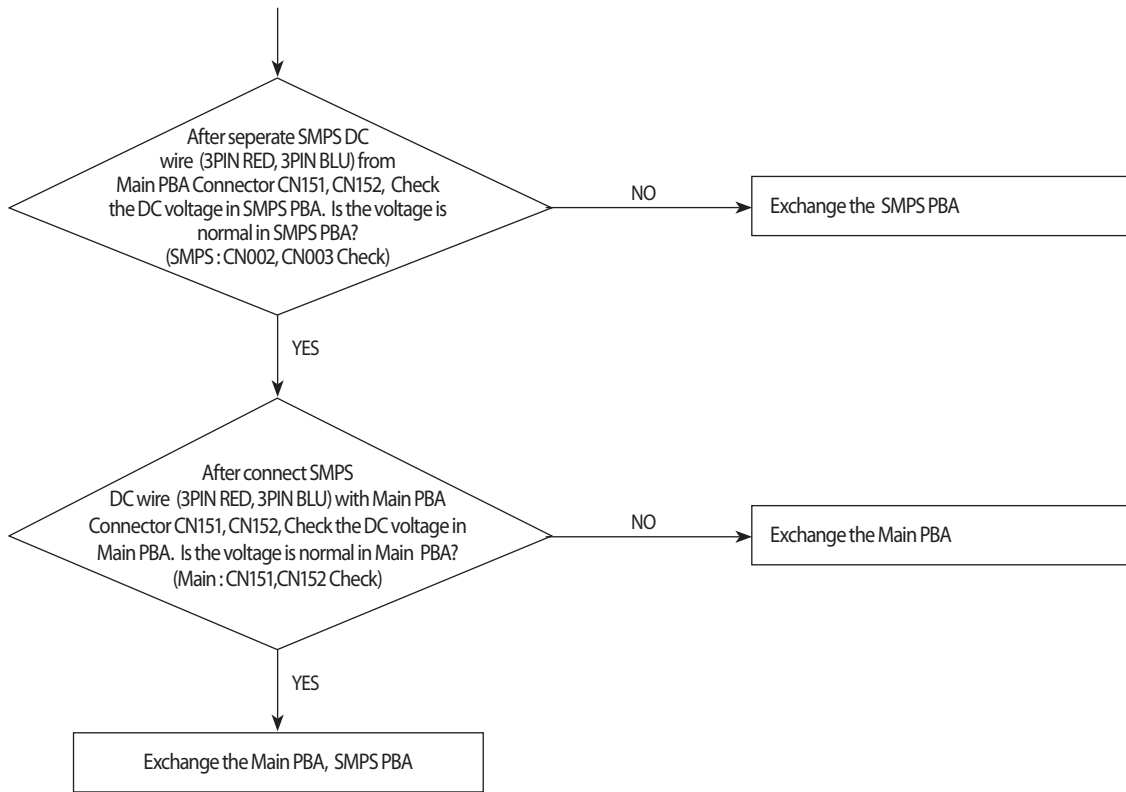 After seperate SMPS DC
wire (3PIN RED, 3PIN BLU) from
Main PBA Connector CN151, CN152, Check
the DC voltage in SMPS PBA. Is the voltage is
normal in SMPS PBA?
(SMPS : CN002, CN003 Check)
NO
Exchange the SMPS PBA
YES
After connect SMPS
DC wire (3PIN RED, 3PIN BLU) with Main PBA
Connector CN151, CN152, Check the DC voltage in
Main PBA. Is the voltage is normal in Main PBA?
(Main : CN151,CN152 Check)
NO
Exchange the Main PBA
YES
Exchange the Main PBA, SMPS PBA